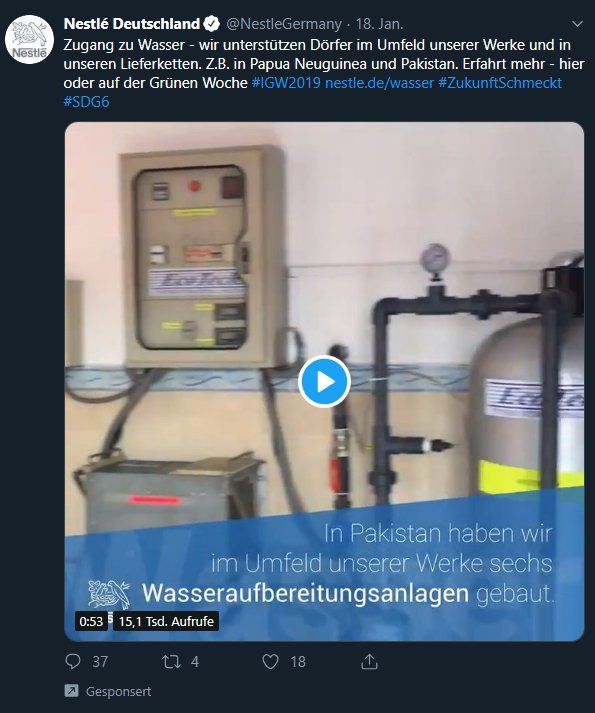 Nestlé Deutschland @NestleGermany · 18. Jan.
Zugang zu Wasser - wir unterstützen Dörfer im Umfeld unserer Werke und in
unseren Lieferketten. Z.B. in Papua Neuguinea und Pakistan. Erfahrt mehr - hier
oder auf der Grünen Woche #IGW2019 nestle.de/wasser #ZukunftSchmeckt
#SDG6
Nestlé
EcoTech
In Pakistan haben wir
im Umfeld unserer Werke sechs
Wasseraufbereitungsanlagen gebaut.
0:53 15,1 Tsd. Aufrufe
37 4 18
Gesponsert